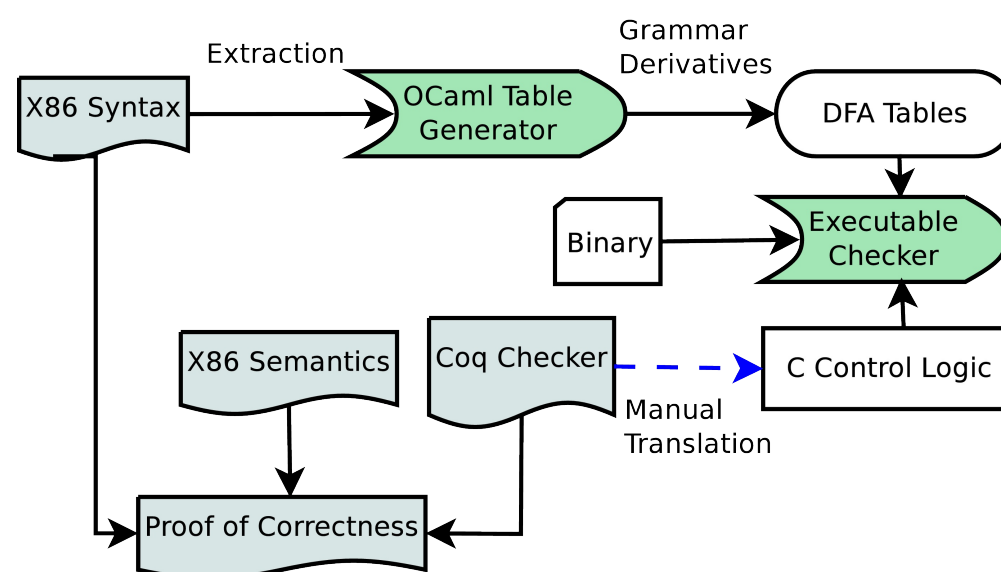 Extraction
Grammar
Derivatives
X86 Syntax
OCaml Table
Generator
DFA Tables
Binary
Executable
Checker
X86 Semantics
Coq Checker
C Control Logic
Manual
Translation
Proof of Correctness